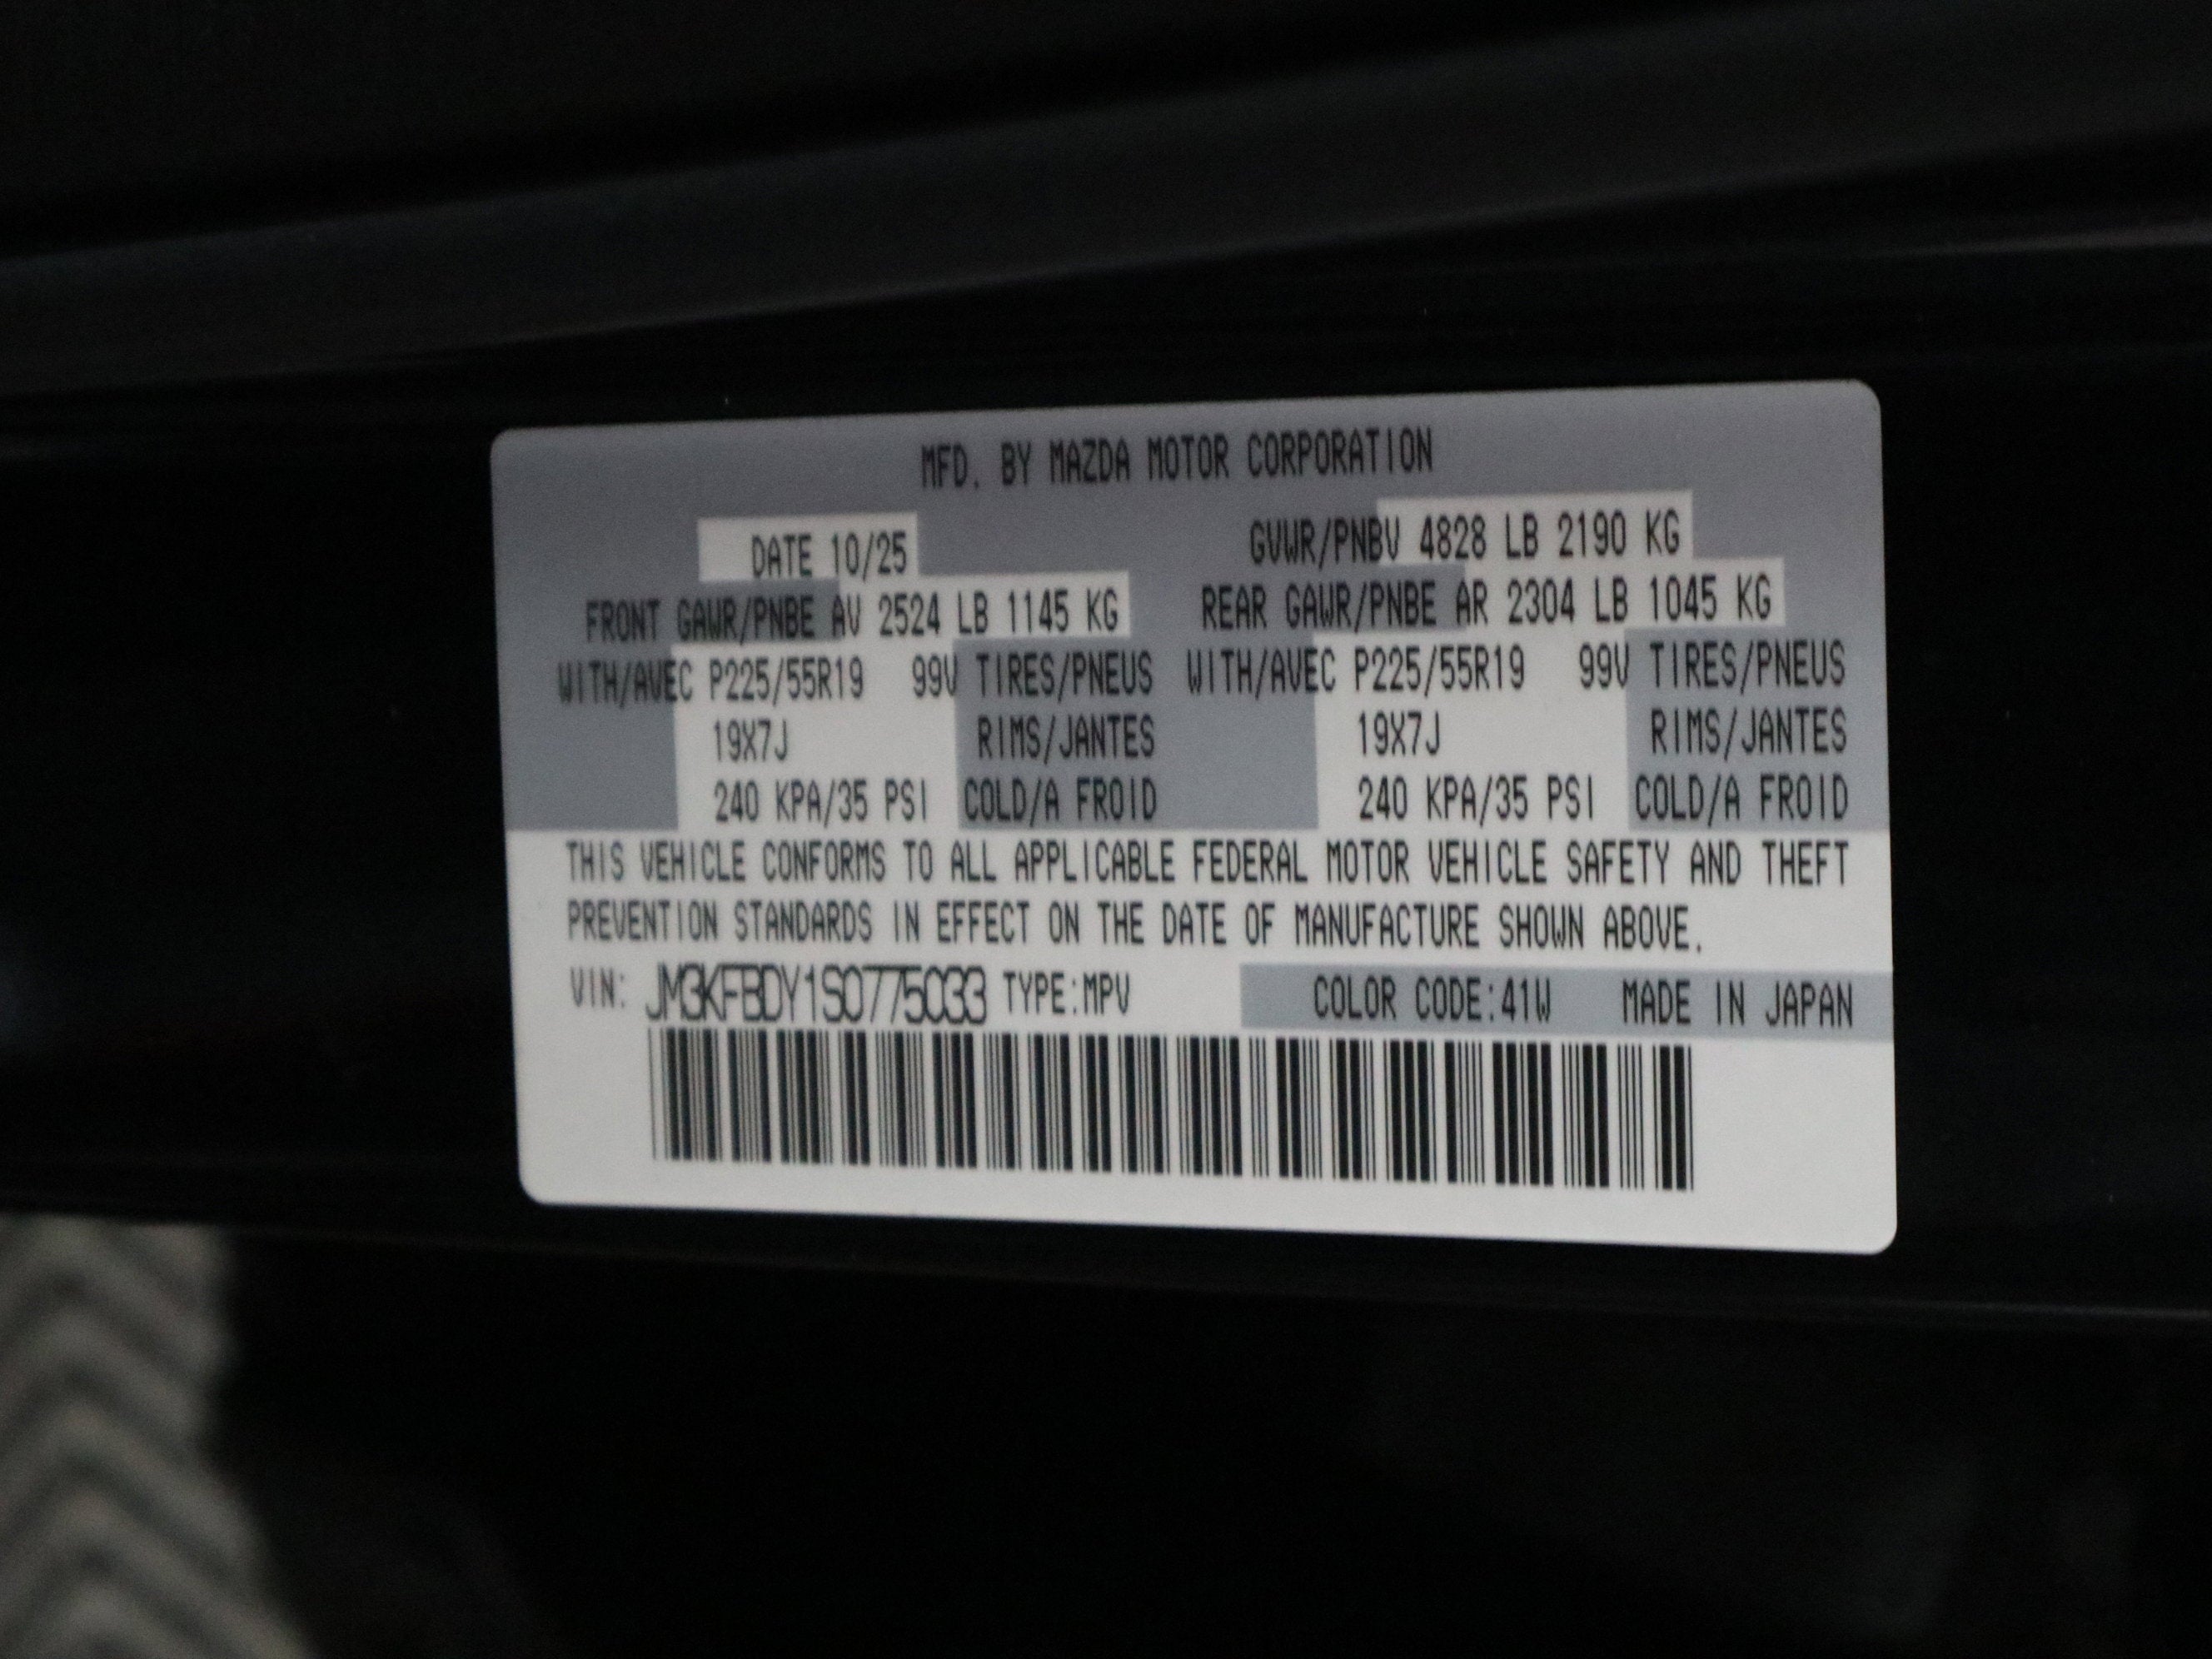 MFD. BY MAZDA MOTOR CORPORATION
DATE 10/25 GVWR/PNBV 4828 LB 2190 KG
FRONT GAWR/PNBE AV 2524 LB 1145 KG REAR GAWR/PNBE AR 2304 LB 1045 KG
WITH/AVEC P225/55R19 99V TIRES/PNEUS WITH/AVEC P225/55R19 99V TIRES/PNEUS
19X7J RIMS/JANTES 19X7J RIMS/JANTES
240 KPA/35 PSI COLD/A FROID 240 KPA/35 PSI COLD/A FROID
THIS VEHICLE CONFORMS TO ALL APPLICABLE FEDERAL MOTOR VEHICLE SAFETY AND THEFT
PREVENTION STANDARDS IN EFFECT ON THE DATE OF MANUFACTURE SHOWN ABOVE.
VIN: JM3KFBDY1S0775033 TYPE:MPV COLOR CODE:41W MADE IN JAPAN